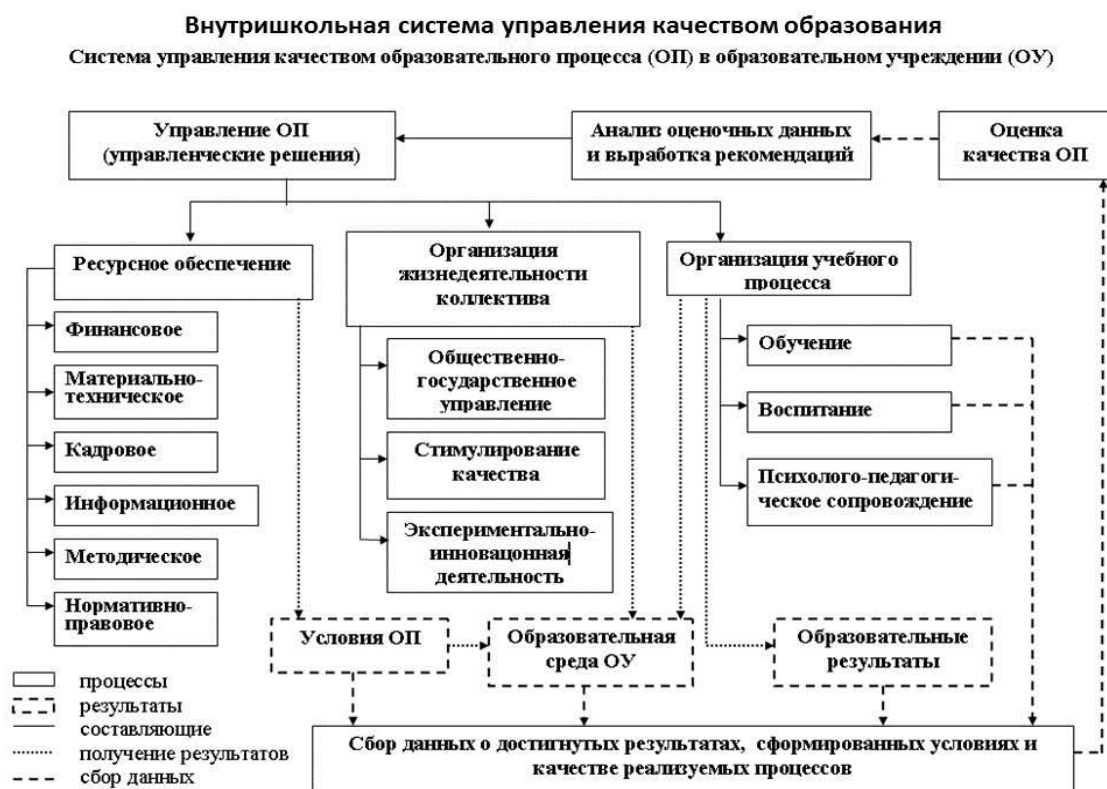 Внутришкольная система управления качеством образования
Система управления качеством образовательного процесса (ОП) в образовательном учреждении (ОУ)
Управление ОП
(управленческие решения)
Анализ оценочных данных
и выработка рекомендаций
Оценка
качества ОП
Ресурсное обеспечение
Финансовое
Материально-
техническое
Кадровое
Информационное
Методическое
Нормативно-
правовое
Организация
жизнедеятельности
коллектива
Общественно-
государственное
управление
Стимулирование
качества
Экспериментально-
инновацонная
деятельность
Организация учебного
процесса
Обучение
Воспитание
Психолого-педагоги-
ческое сопровождение
Условия ОП
Образовательная
среда ОУ
Образовательные
результаты
процессы
результаты
составляющие
получение результатов
сбор данных
Сбор данных о достигнутых результатах, сформированных условиях и
качестве реализуемых процессов